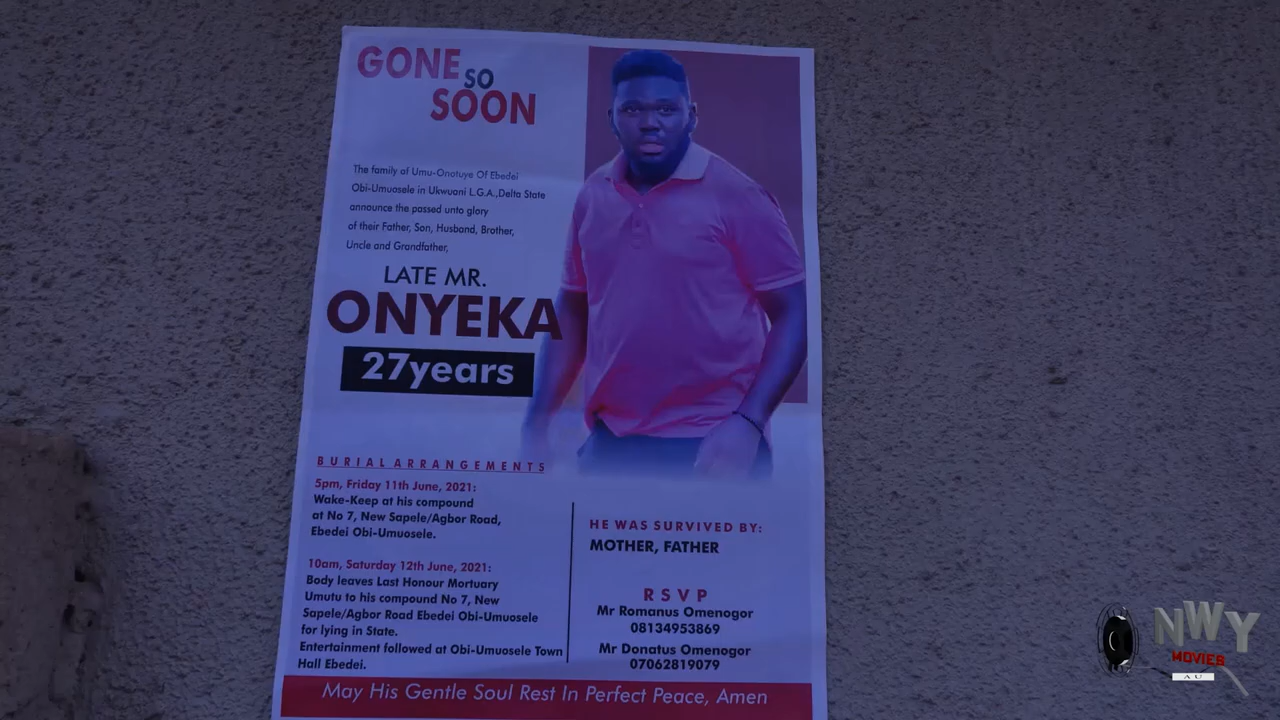 GONE
SO
SOON
The family of Umu-Onotuye Of Ebedei
Obi-Umuosele in Ukwuani L.G.A.,Delta State
announce the passed unto glory
of their Father, Son, Husband, Brother,
Uncle and Grandfather,
LATE MR.
ONYEKA
27years
BURIAL ARRANGEMENTS
5pm, Friday 11th June, 2021:
Wake-Keep at his compound
at No 7, New Sapele/Agbor Road,
Ebedei Obi-Umuosele.
10am, Saturday 12th June, 2021:
Body leaves Last Honour Mortuary
Umutu to his compound No 7, New
Sapele/Agbor Road Ebedei Obi-Umuosele
for lying in State.
Entertainment followed at Obi-Umuosele Town
Hall Ebedei.
HE WAS SURVIVED BY:
MOTHER, FATHER
RSVP
Mr Romanus Omenogor
08134953869
Mr Donatus Omenogor
07062819079
May His Gentle Soul Rest In Perfect Peace, Amen
NWY
MOVIES
AU